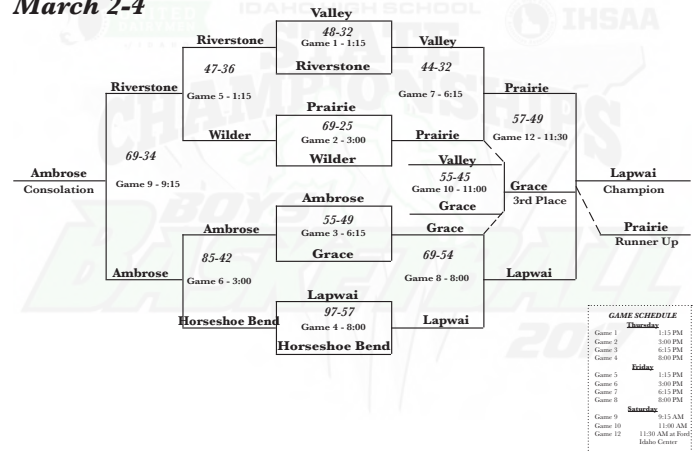 March 2-4
IDAHO HIGH SCHOOL
STATE
CHAMPIONSHIPS
BOYS
BASKETBALL
IHSAA
Valley
48-32
Game 1 - 1:15
Riverstone
Riverstone
Valley
47-36
Game 5 - 1:15
44-32
Game 7 - 6:15
Riverstone
Prairie
Prairie
69-25
Game 2 - 3:00
Wilder
Wilder
Prairie
57-49
Game 12 - 11:30
69-34
Game 9 - 9:15
Ambrose
Consolation
Valley
55-45
Game 10 - 11:00
Grace
Grace
3rd Place
Lapwai
Champion
Prairie
Runner Up
Ambrose
55-49
Game 3 - 6:15
Grace
Ambrose
Grace
85-42
Game 6 - 3:00
69-54
Game 8 - 8:00
Ambrose
Lapwai
Lapwai
97-57
Game 4 - 8:00
Horseshoe Bend
Horseshoe Bend
Lapwai
GAME SCHEDULE
Thursday
Game 1 1:15 PM
Game 2 3:00 PM
Game 3 6:15 PM
Game 4 8:00 PM
Friday
Game 5 1:15 PM
Game 6 3:00 PM
Game 7 6:15 PM
Game 8 8:00 PM
Saturday
Game 9 9:15 AM
Game 10 11:00 AM
Game 12 11:30 AM at Ford
Idaho Center